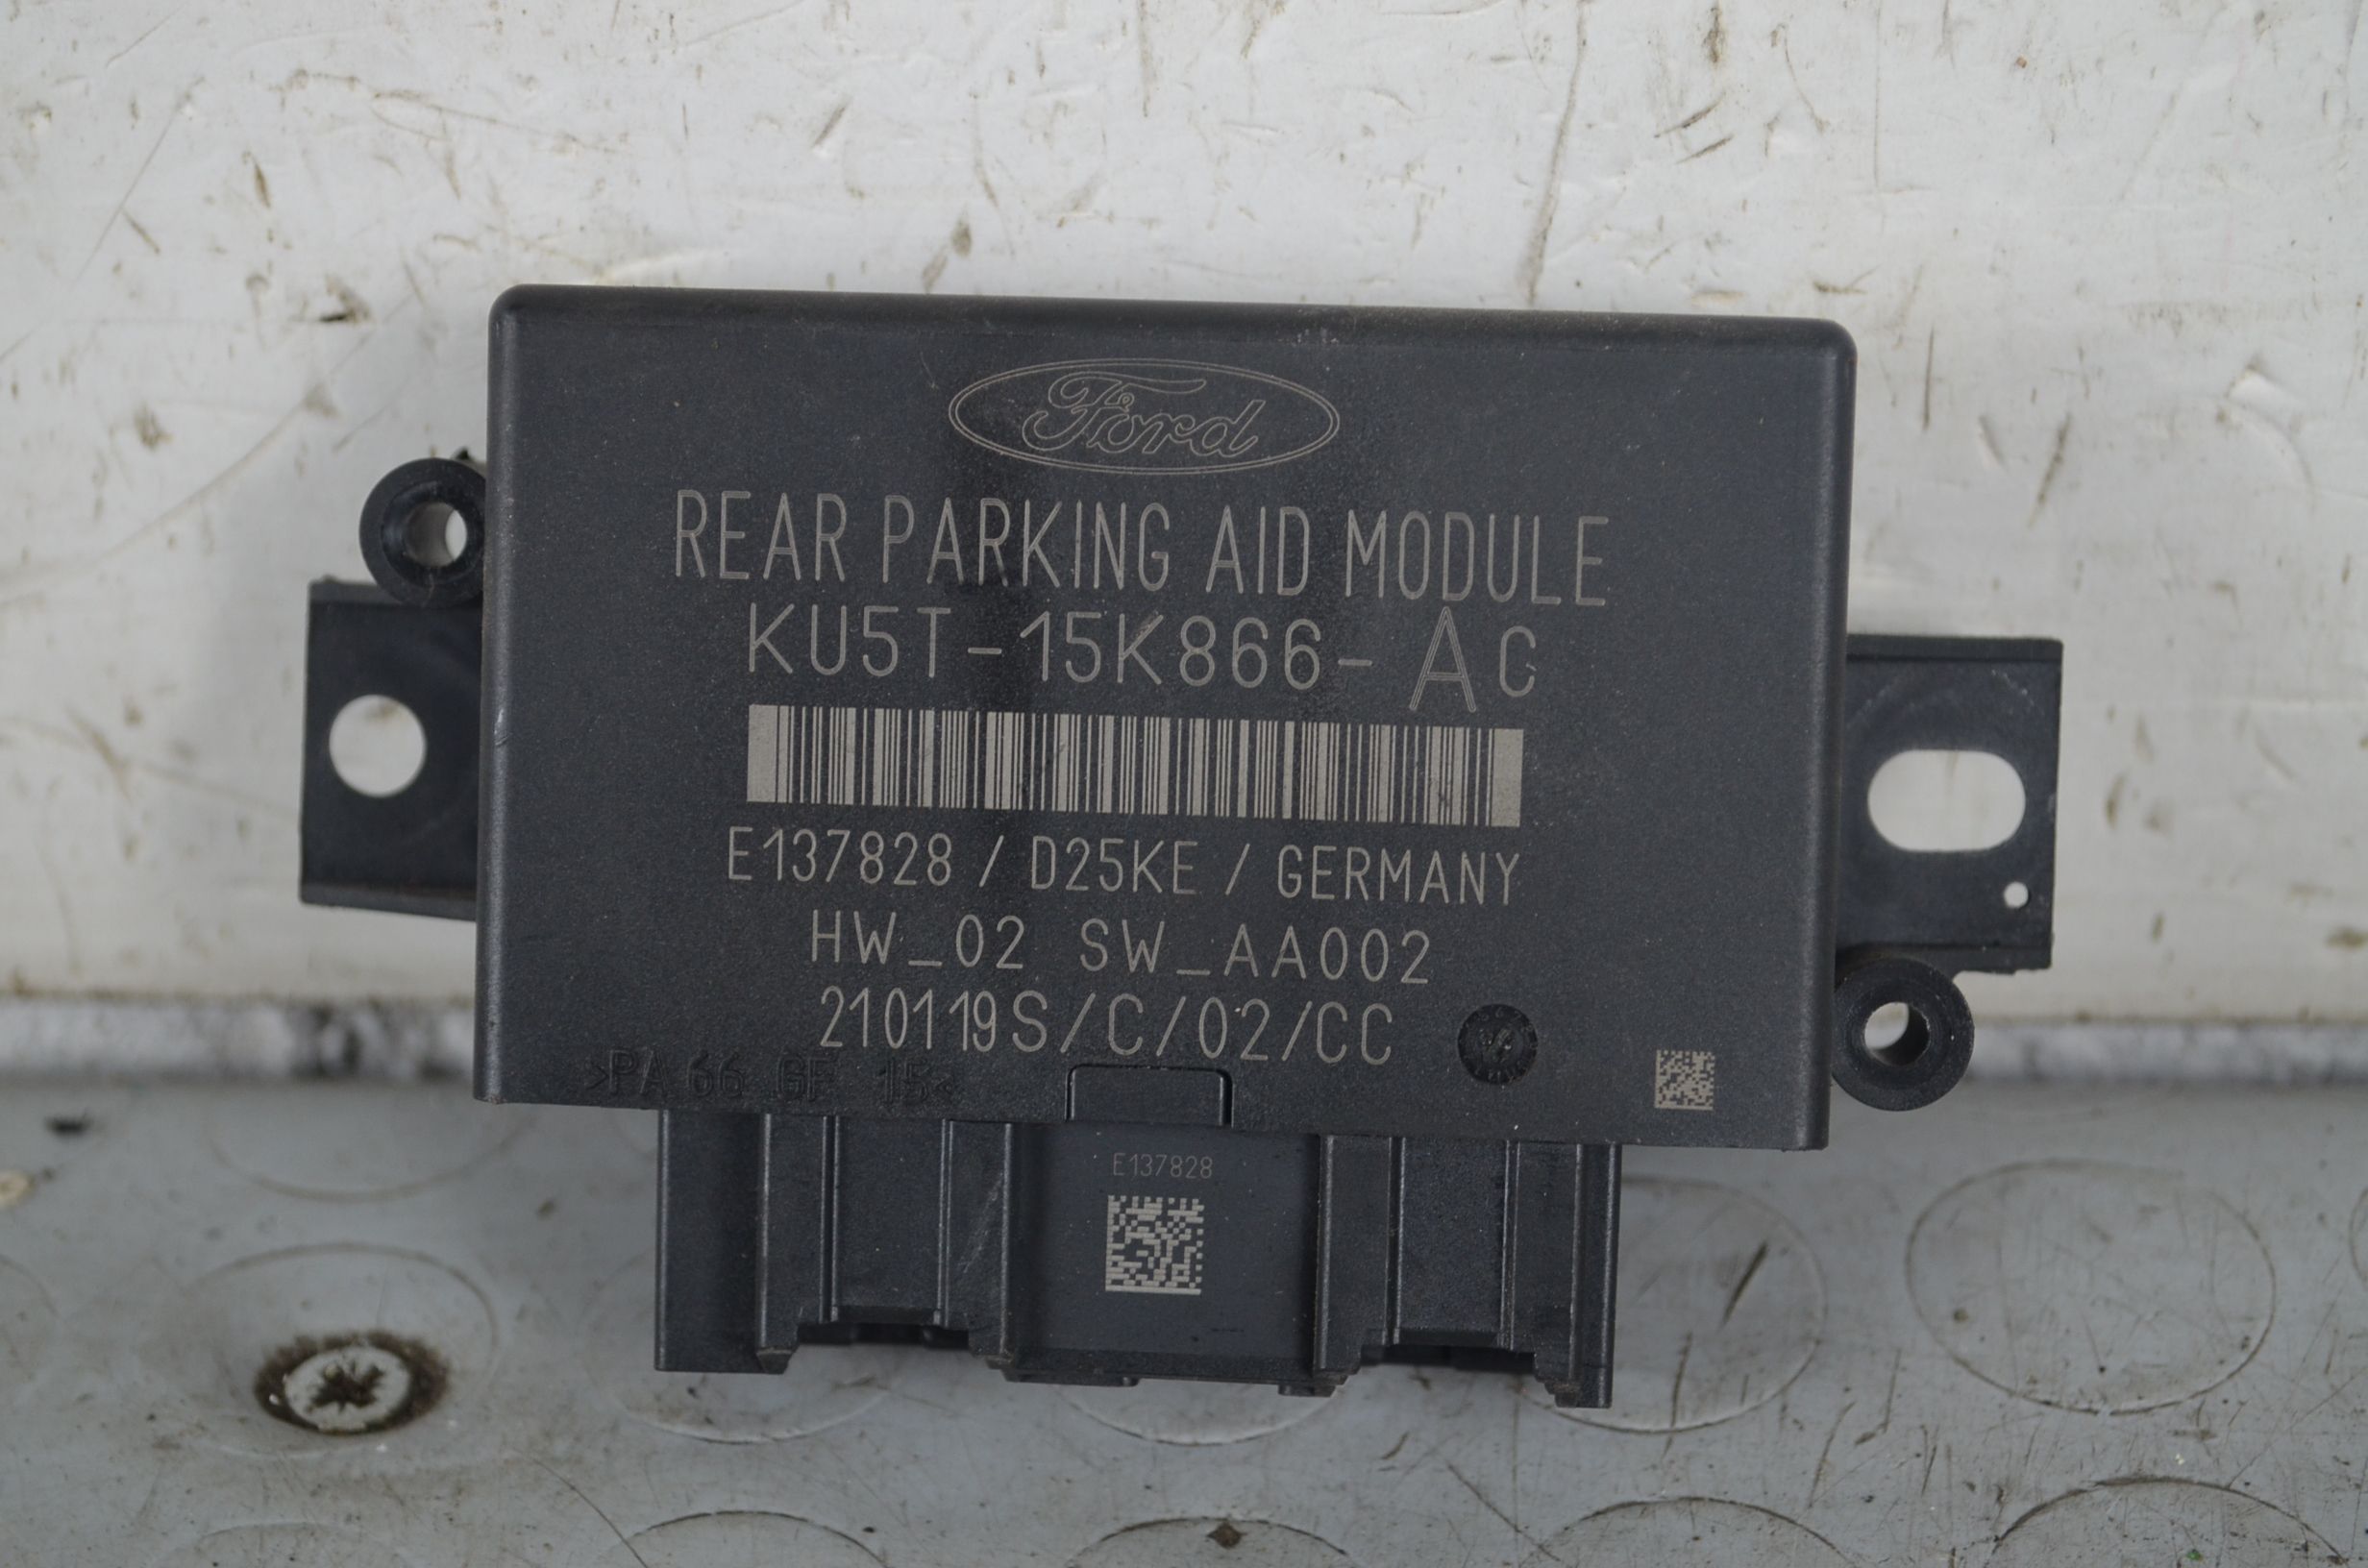 Ford
REAR PARKING AID MODULE
KU5T-15K866-AC
E137828 / D25KE / GERMANY
HW_02 SW_AA002
210119S/C/02/CC
>PA 66 GF 15<
E137828